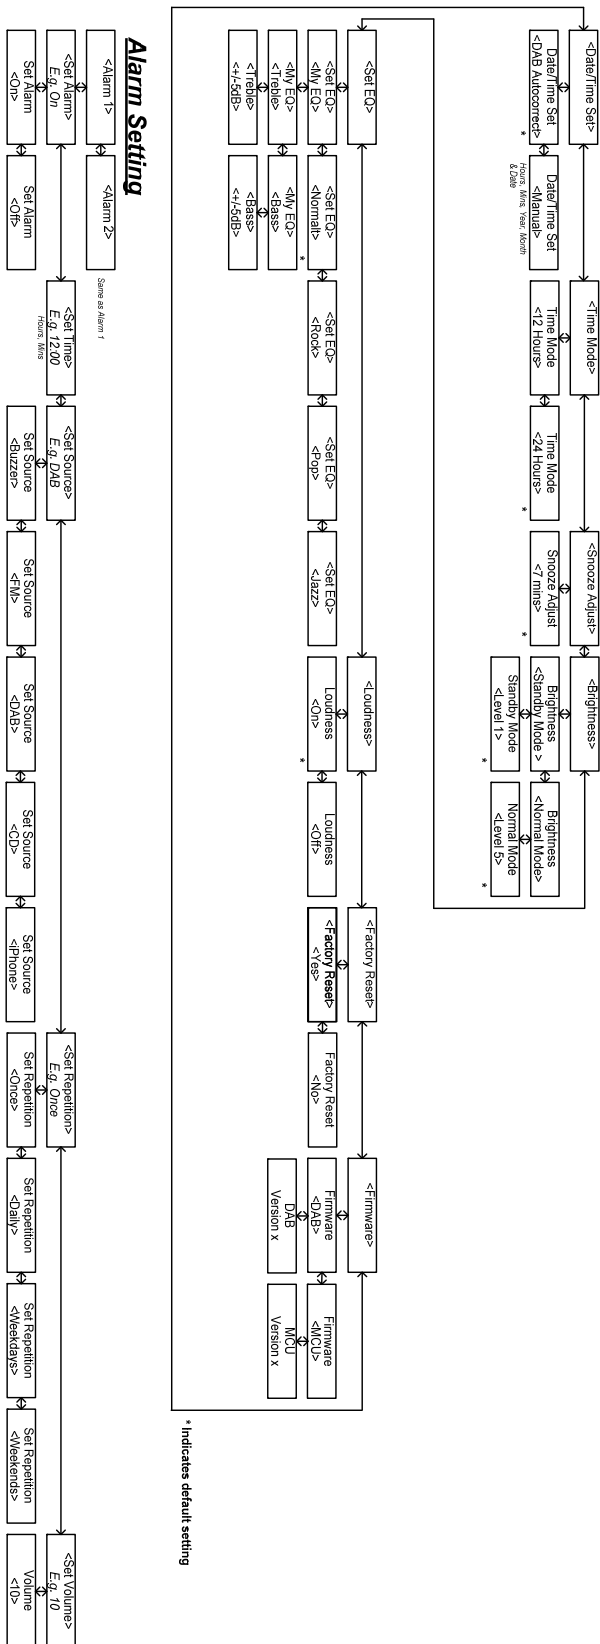 <Date/Time Set>
<Time Mode>
<Snooze Adjust>
<Brightness>
Date/Time Set
<DAB Autocorrect>
*
Date/Time Set
<Manual>
Hours, Mins, Year, Month
& Date
Time Mode
<12 Hours>
Time Mode
<24 Hours>
*
Snooze Adjust
<7 mins>
*
Brightness
<Standby Mode >
Brightness
<Normal Mode>
Standby Mode
<Level 1>
*
Normal Mode
<Level 5>
*
<Set EQ>
<Loudness>
<Factory Reset>
<Firmware>
<Set EQ>
<My EQ>
<Set EQ>
<Normalt>
*
<Set EQ>
<Rock>
<Set EQ>
<Pop>
<Set EQ>
<Jazz>
Loudness
<On>
*
Loudness
<Off>
<Factory Reset>
<Yes>
Factory Reset
<No>
Firmware
<DAB>
Firmware
<MCU>
<My EQ>
<Treble>
<My EQ>
<Bass>
DAB
Version x
MCU
Version x
<Treble>
<+/-5dB>
<Bass>
<+/-5dB>
* Indicates default setting
Alarm Setting
<Alarm 1>
<Alarm 2>
Same as Alarm 1
<Set Alarm>
E.g. On
<Set Time>
E.g. 12:00
Hours, Mins
<Set Source>
E.g. DAB
<Set Repetition>
E.g. Once
<Set Volume>
E.g. 10
Set Alarm
<On>
Set Alarm
<Off>
Set Source
<Buzzer>
Set Source
<FM>
Set Source
<DAB>
Set Source
<CD>
Set Source
<iPhone>
Set Repetition
<Once>
Set Repetition
<Daily>
Set Repetition
<Weekdays>
Set Repetition
<Weekends>
Volume
<10>